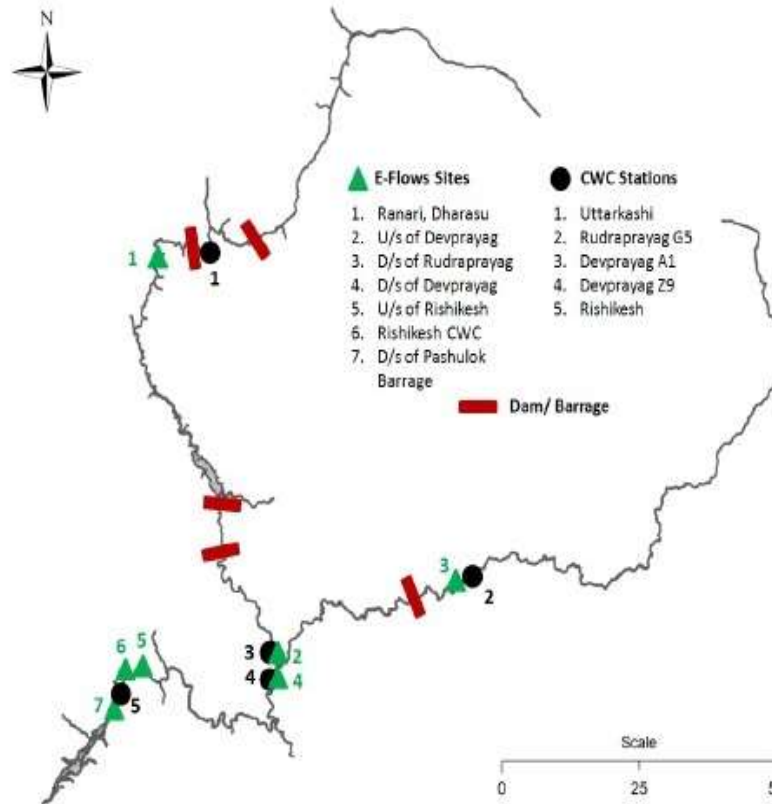 N
E-Flows Sites
1. Ranari, Dharasu
2. U/s of Devprayag
3. D/s of Rudraprayag
4. D/s of Devprayag
5. U/s of Rishikesh
6. Rishikesh CWC
7. D/s of Pashulok
Barrage
CWC Stations
1. Uttarkashi
2. Rudraprayag G5
3. Devprayag A1
4. Devprayag Z9
5. Rishikesh
Dam/ Barrage
1
1
3
2
3
2
4
4
6 5
5
7
Scale
0 25